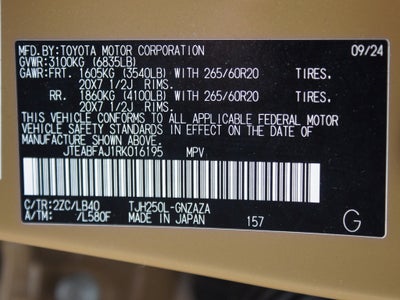 MFD.BY:TOYOTA MOTOR CORPORATION 09/24
GVWR:3100KG (6835LB)
GAWR:FRT. 1605KG (3540LB) WITH 265/60R20 TIRES.
20X7 1/2J RIMS.
RR. 1860KG (4100LB) WITH 265/60R20 TIRES.
20X7 1/2J RIMS.
THIS VEHICLE CONFORMS TO ALL APPLICABLE FEDERAL MOTOR
VEHICLE SAFETY STANDARDS IN EFFECT ON THE DATE OF
MANUFACTURE SHOWN ABOVE.
JTEABFAJ1RK016195 MPV
C/TR:2ZC/LB40 TJH250L-GNZAZA
A/TM: /L580F MADE IN JAPAN 157 G